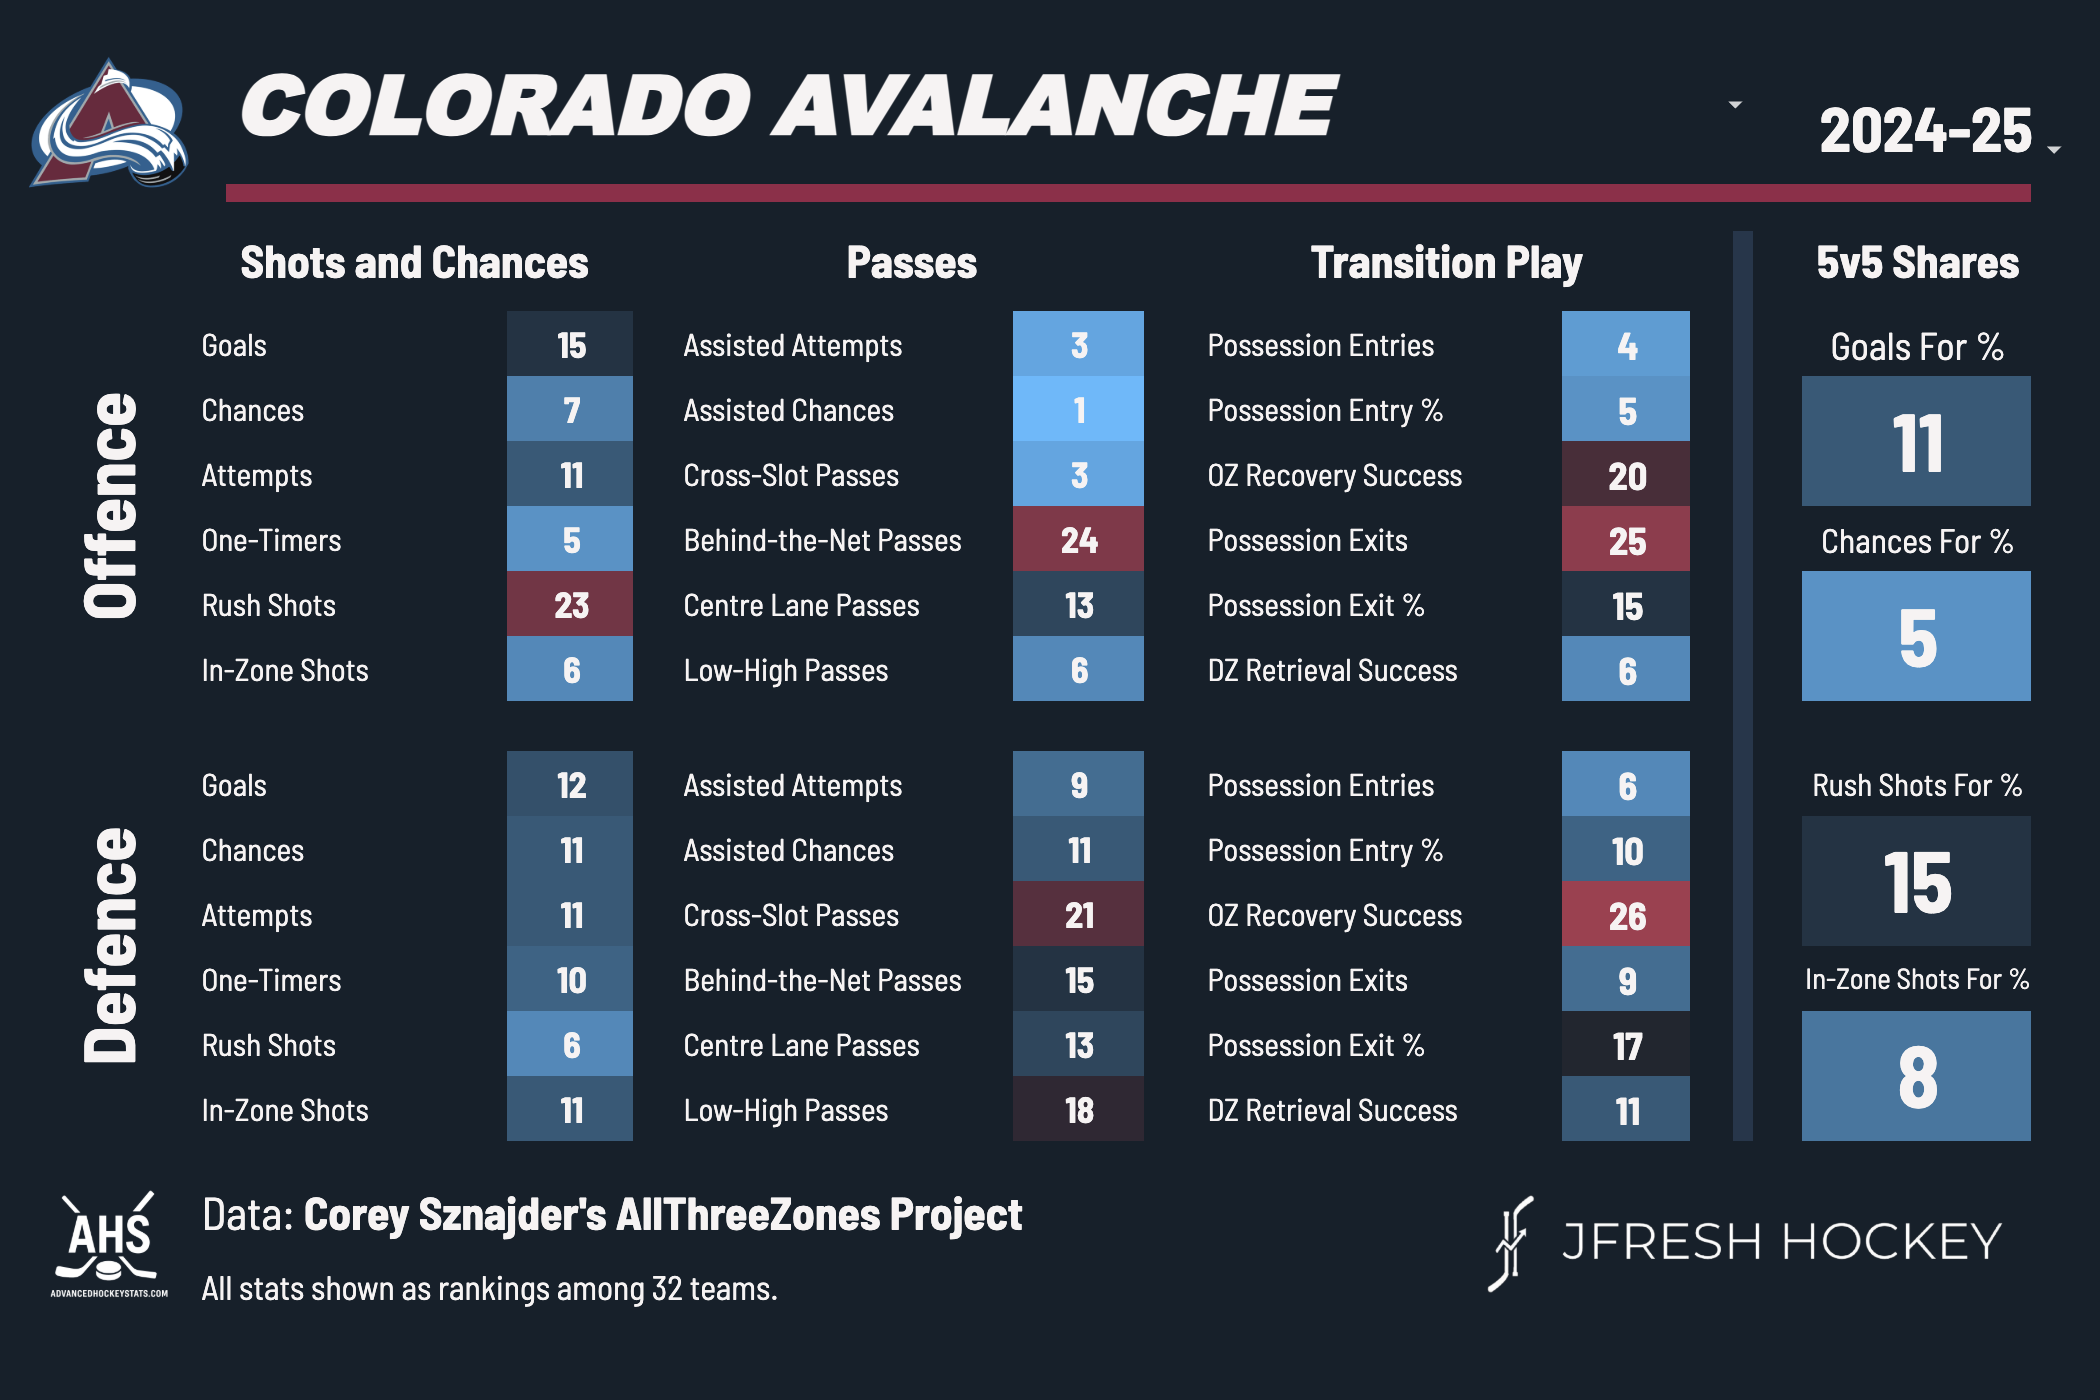 COLORADO AVALANCHE
2024-25
Shots and Chances Passes Transition Play 5v5 Shares
Offence
Goals 15 Assisted Attempts 3 Possession Entries 4 Goals For %
Chances 7 Assisted Chances 1 Possession Entry % 5 11
Attempts 11 Cross-Slot Passes 3 OZ Recovery Success 20
One-Timers 5 Behind-the-Net Passes 24 Possession Exits 25 Chances For %
Rush Shots 23 Centre Lane Passes 13 Possession Exit % 15 5
In-Zone Shots 6 Low-High Passes 6 DZ Retrieval Success 6
Defence
Goals 12 Assisted Attempts 9 Possession Entries 6 Rush Shots For %
Chances 11 Assisted Chances 11 Possession Entry % 10 15
Attempts 11 Cross-Slot Passes 21 OZ Recovery Success 26
One-Timers 10 Behind-the-Net Passes 15 Possession Exits 9 In-Zone Shots For %
Rush Shots 6 Centre Lane Passes 13 Possession Exit % 17 8
In-Zone Shots 11 Low-High Passes 18 DZ Retrieval Success 11
AHS
ADVANCEDHOCKEYSTATS.COM
Data: Corey Sznajder's AllThreeZones Project
All stats shown as rankings among 32 teams.
JFRESH HOCKEY